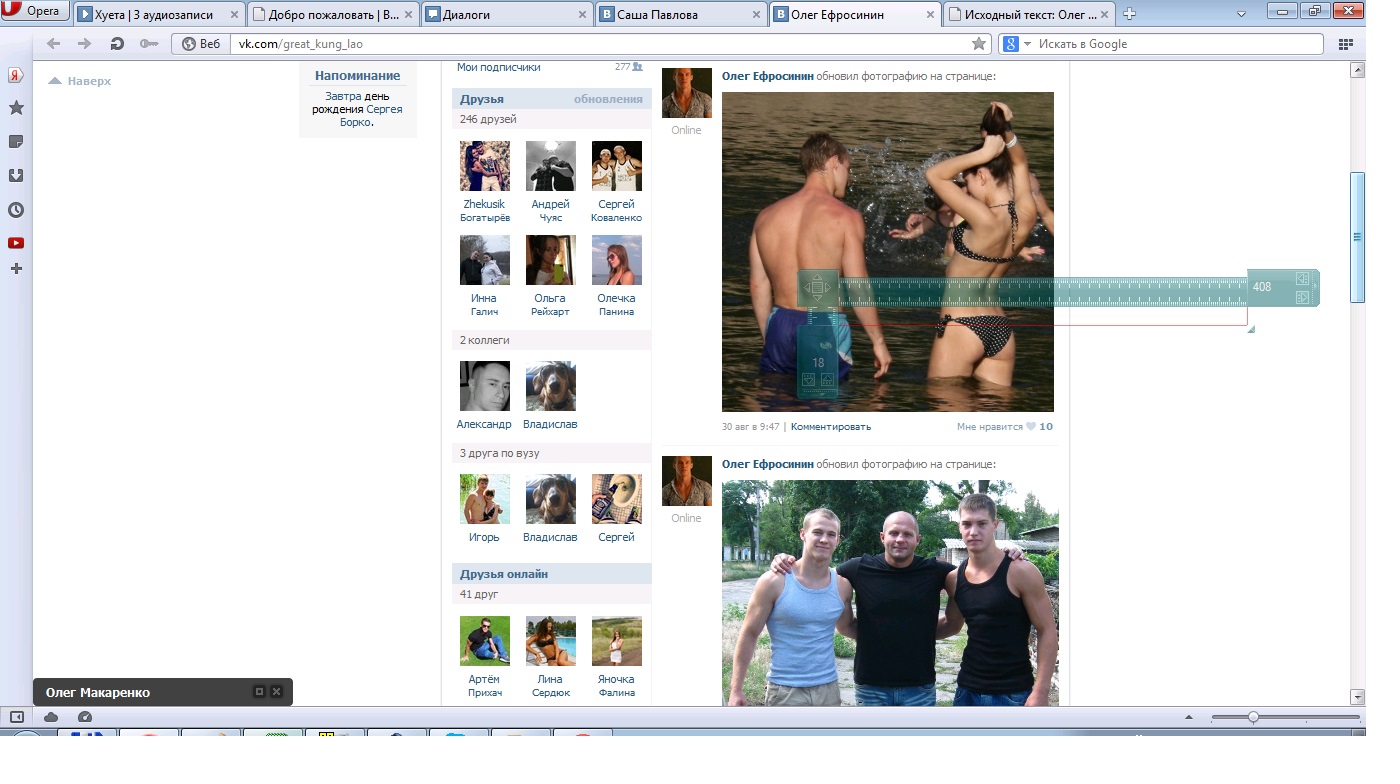 Opera
Хуета | 3 аудиозаписи
Добро пожаловать | В...
Диалоги
Саша Павлова
Олег Ефросинин
Исходный текст: Олег ...
Веб
vk.com/great_kung_lao
Искать в Google
Наверх
Напоминание
Завтра день
рождения Сергея
Борко.
Мои подписчики 277
Друзья обновления
246 друзей
Zhekusik
Богатырёв
Андрей
Чуяс
Сергей
Коваленко
Инна
Галич
Ольга
Рейхарт
Олечка
Панина
2 коллеги
Александр
Владислав
3 друга по вузу
Игорь
Владислав
Сергей
Друзья онлайн
41 друг
Артём
Прихач
Лина
Сердюк
Яночка
Фалина
Олег Ефросинин обновил фотографию на странице:
Online
408
18
30 авг в 9:47 | Комментировать
Мне нравится 10
Олег Ефросинин обновил фотографию на странице:
Online
Олег Макаренко